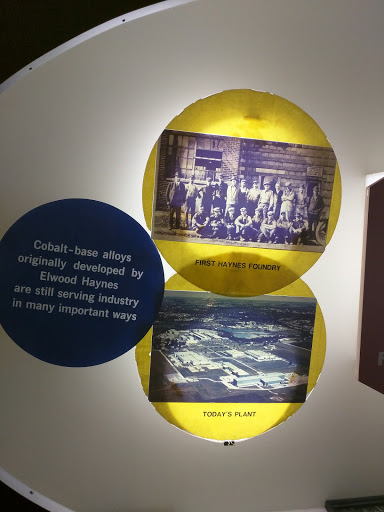 Cobalt-base alloys
originally developed by
Elwood Haynes
are still serving industry
in many important ways
FIRST HAYNES FOUNDRY
TODAY'S PLANT